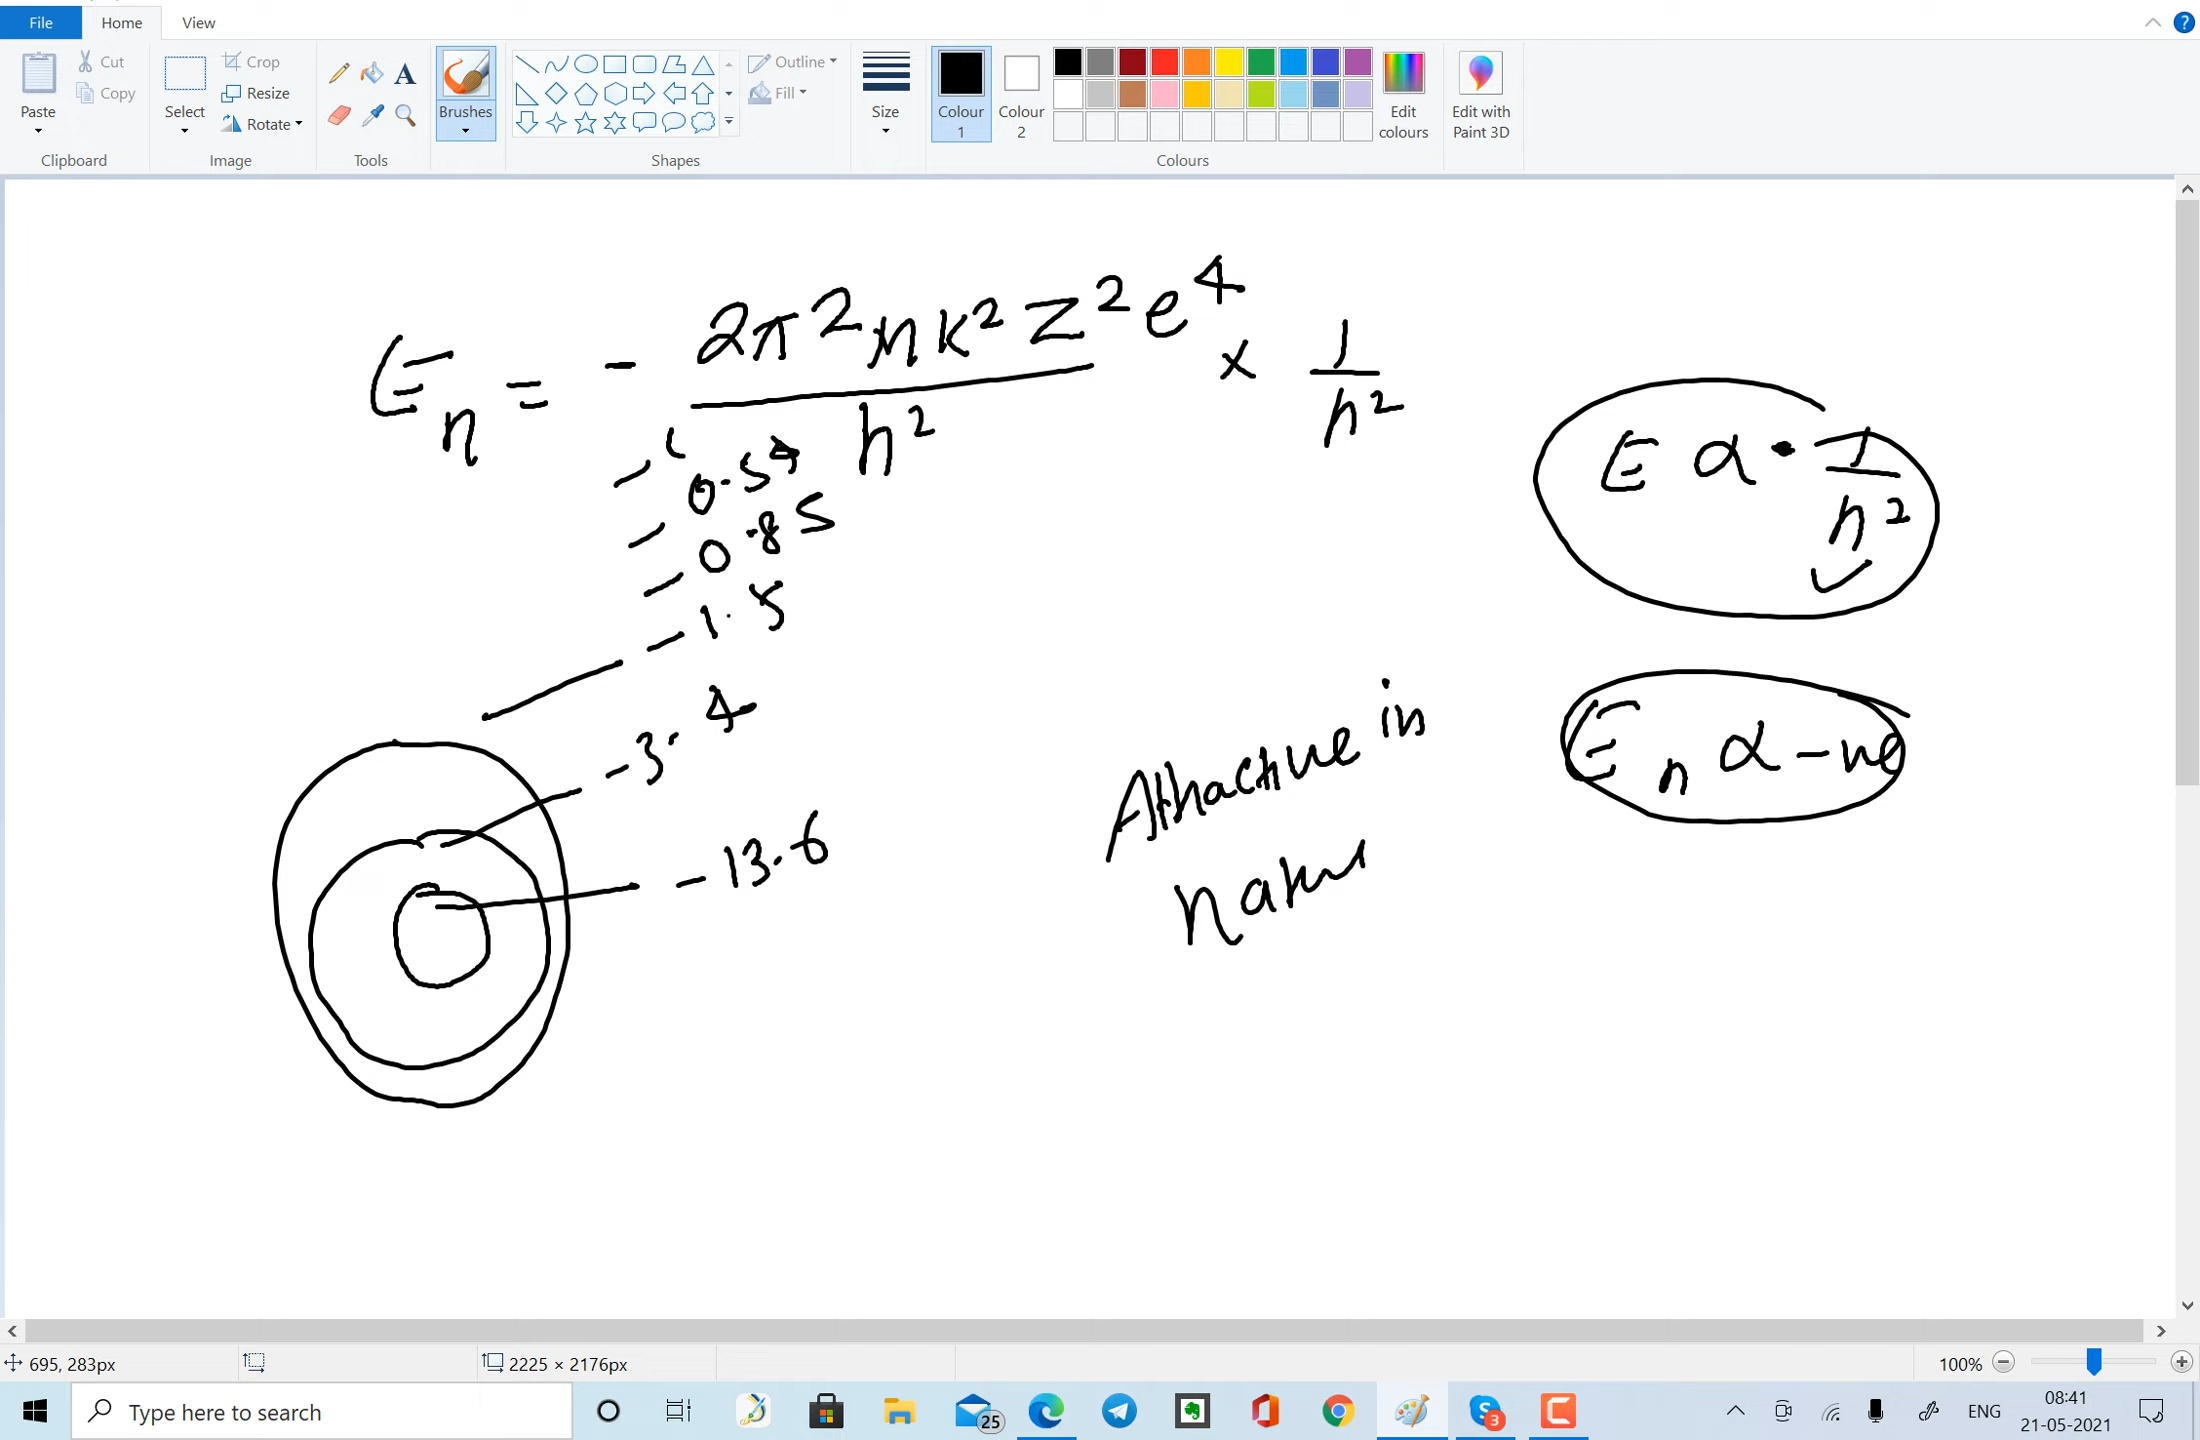 File Home View
Paste Cut Copy Select Crop Resize Rotate Brushes Outline Fill Size Colour 1 Colour 2 Edit colours Edit with Paint 3D
Clipboard Image Tools Shapes Colours
En = - 2π²mk²Z²e⁴ / h² × 1 / n²
E α 1 / n²
0.54
- 0.85
- 1.5
-3.4
- 13.6
Attractive in
natur
En α -ve
695, 283px 2225 × 2176px 100%
Type here to search 25 3 ENG 08:41
21-05-2021